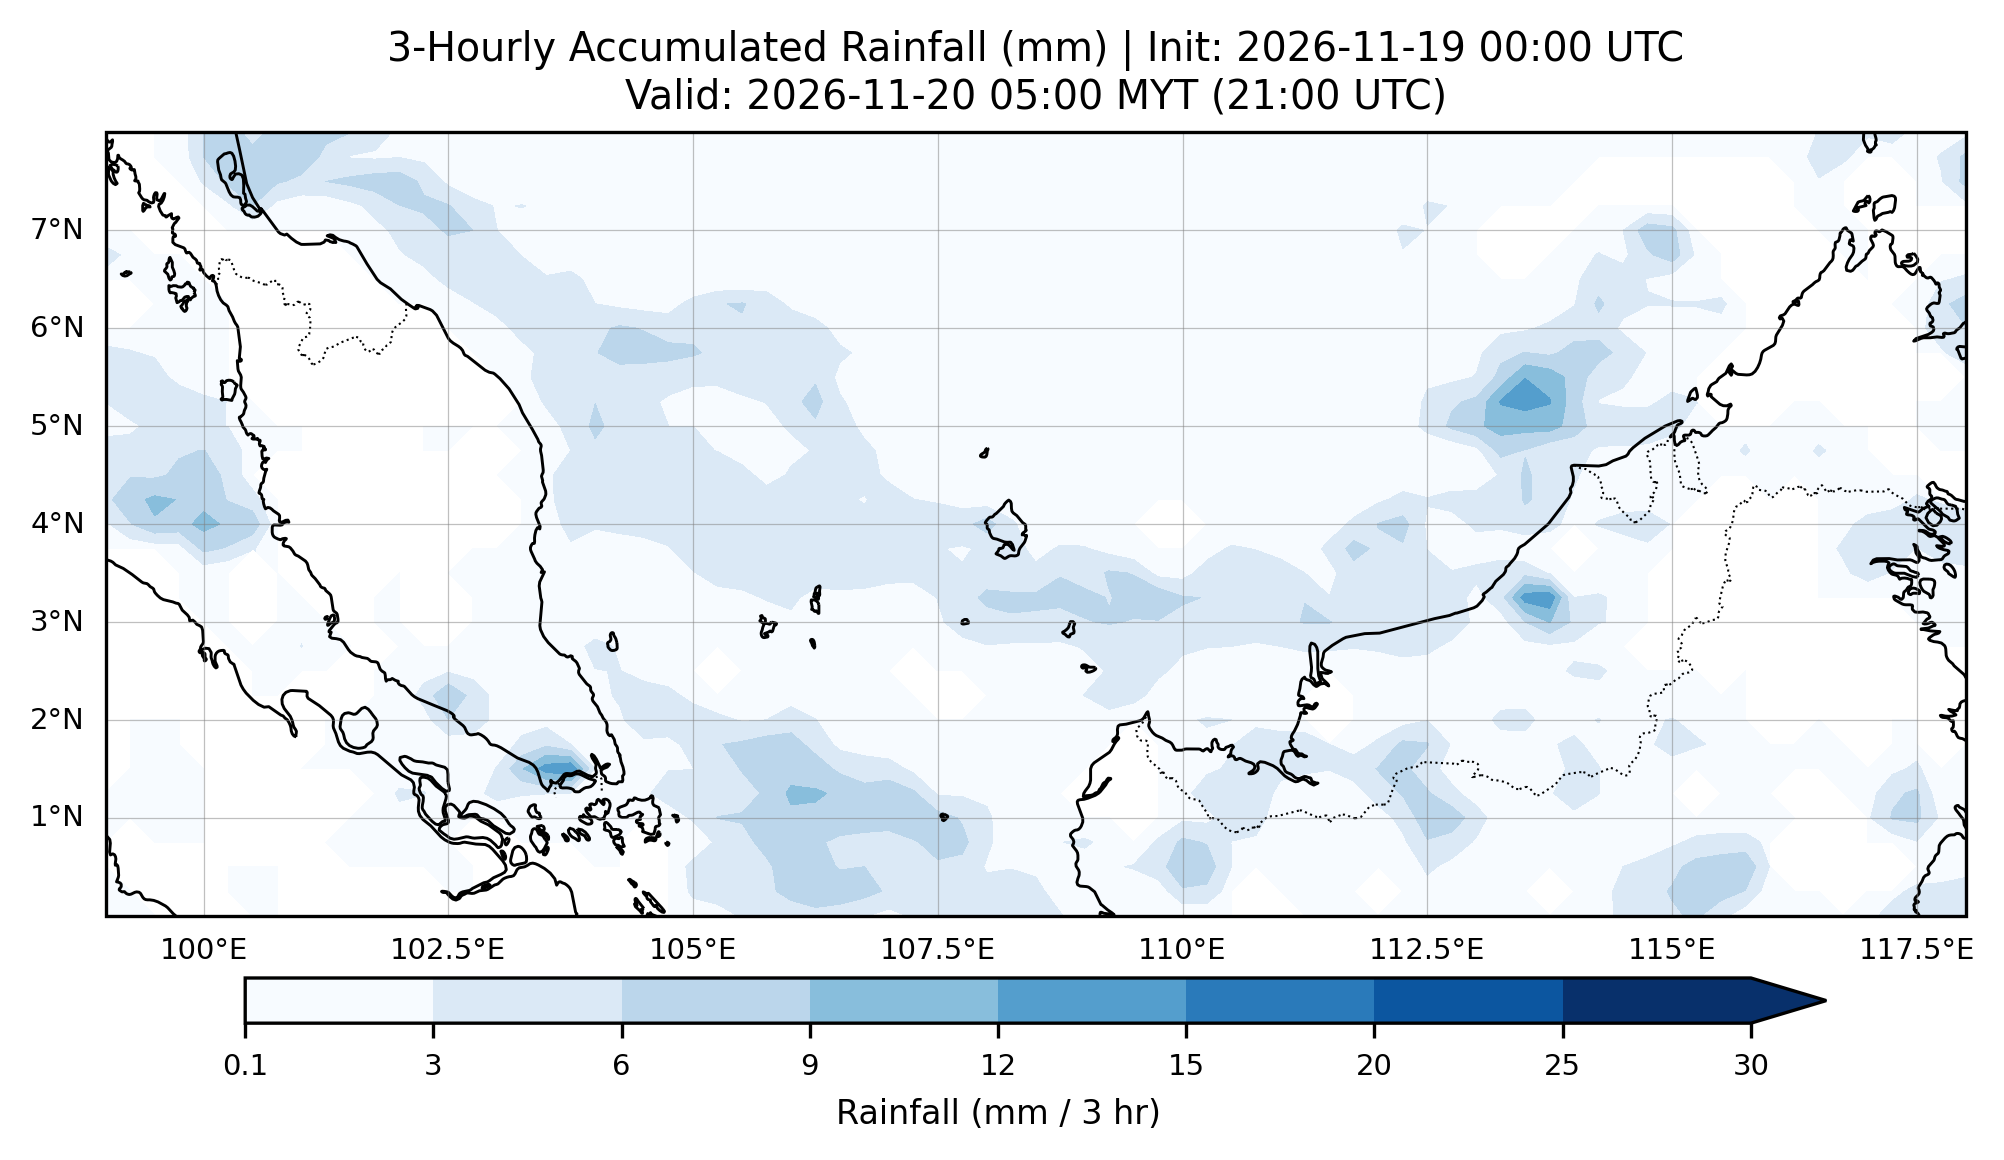 3-Hourly Accumulated Rainfall (mm) | Init: 2026-11-19 00:00 UTC
Valid: 2026-11-20 05:00 MYT (21:00 UTC)
7°N
6°N
5°N
4°N
3°N
2°N
1°N
100°E 102.5°E 105°E 107.5°E 110°E 112.5°E 115°E 117.5°E
0.1 3 6 9 12 15 20 25 30
Rainfall (mm / 3 hr)